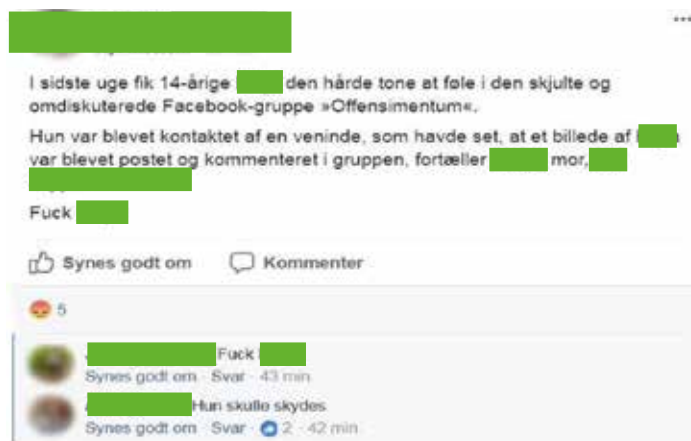 I sidste uge fik 14-årige den hårde tone at føle i den skjulte og
omdiskuterede Facebook-gruppe »Offensimentum«.
Hun var blevet kontaktet af en veninde, som havde set, at et billede af
var blevet postet og kommenteret i gruppen, fortæller mor,
Fuck
Synes godt om Kommenter
5
Fuck
Synes godt om · Svar · 43 min
Hun skulle skydes
Synes godt om · Svar · 2 · 42 min